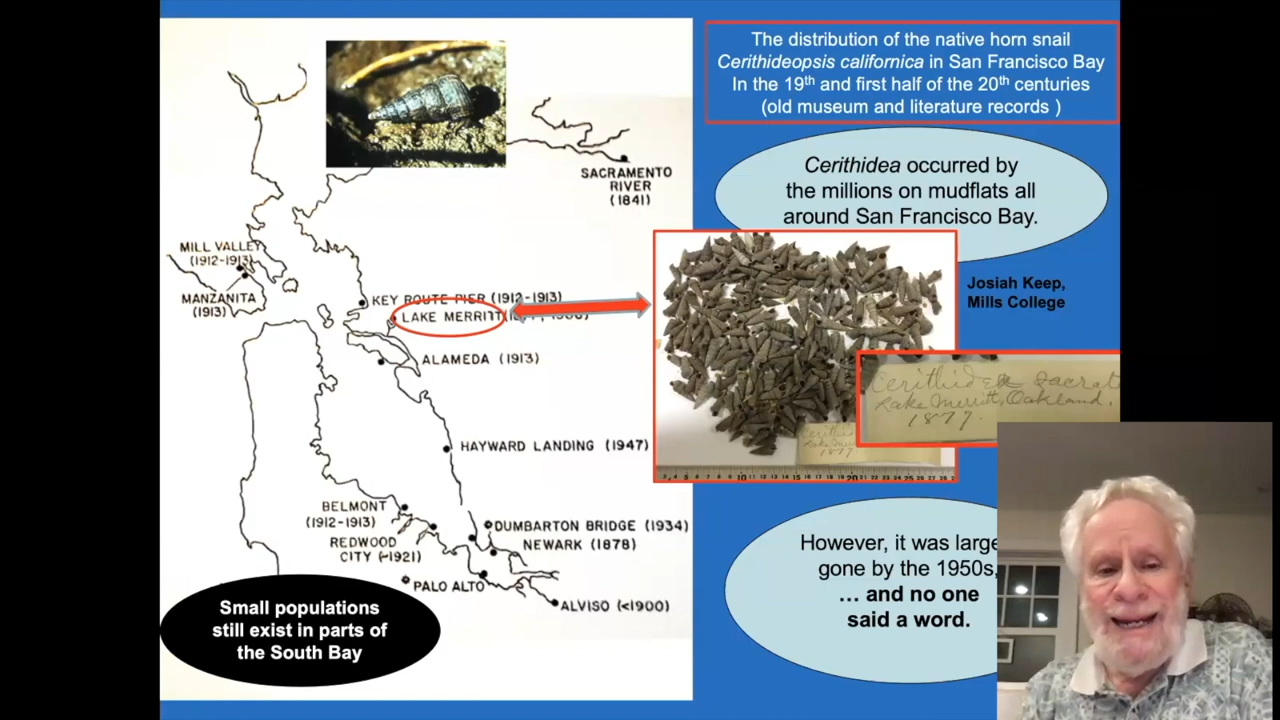 The distribution of the native horn snail
Cerithideopsis californica in San Francisco Bay
In the 19th and first half of the 20th centuries
(old museum and literature records )
Cerithidea occurred by
the millions on mudflats all
around San Francisco Bay.
Josiah Keep,
Mills College
SACRAMENTO
RIVER
(1841)
MILL VALLEY
(1912-1913)
MANZANITA
(1913)
KEY ROUTE PIER (1912-1913)
LAKE MERRITT
ALAMEDA (1913)
HAYWARD LANDING (1947)
BELMONT
(1912-1913)
REDWOOD
CITY (~1921)
DUMBARTON BRIDGE (1934)
NEWARK (1878)
PALO ALTO
ALVISO (<1900)
Lake Merritt, Oakland.
1877.
However, it was large
gone by the 1950s,
… and no one
said a word.
Small populations
still exist in parts of
the South Bay